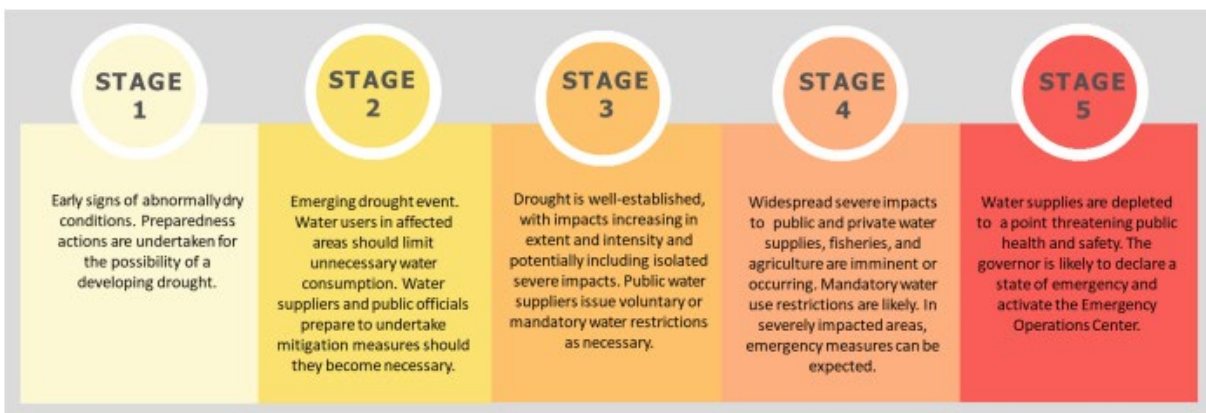 STAGE
1
Early signs of abnormally dry
conditions. Preparedness
actions are undertaken for
the possibility of a
developing drought.
STAGE
2
Emerging drought event.
Water users in affected
areas should limit
unnecessary water
consumption. Water
suppliers and public officials
prepare to undertake
mitigation measures should
they become necessary.
STAGE
3
Drought is well-established,
with impacts increasing in
extent and intensity and
potentially including isolated
severe impacts. Public water
suppliers issue voluntary or
mandatory water restrictions
as necessary.
STAGE
4
Widespread severe impacts
to public and private water
supplies, fisheries, and
agriculture are imminent or
occurring. Mandatory water
use restrictions are likely. In
severely impacted areas,
emergency measures can be
expected.
STAGE
5
Water supplies are depleted
to a point threatening public
health and safety. The
governor is likely to declare a
state of emergency and
activate the Emergency
Operations Center.